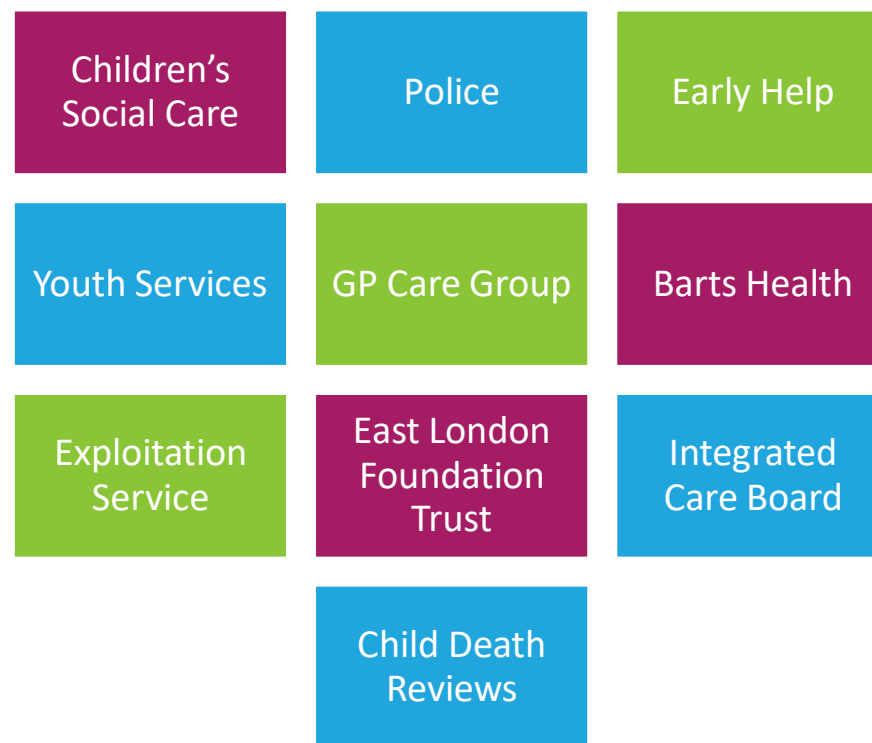 Children’s
Social Care
Police
Early Help
Youth Services
GP Care Group
Barts Health
Exploitation
Service
East London
Foundation
Trust
Integrated
Care Board
Child Death
Reviews